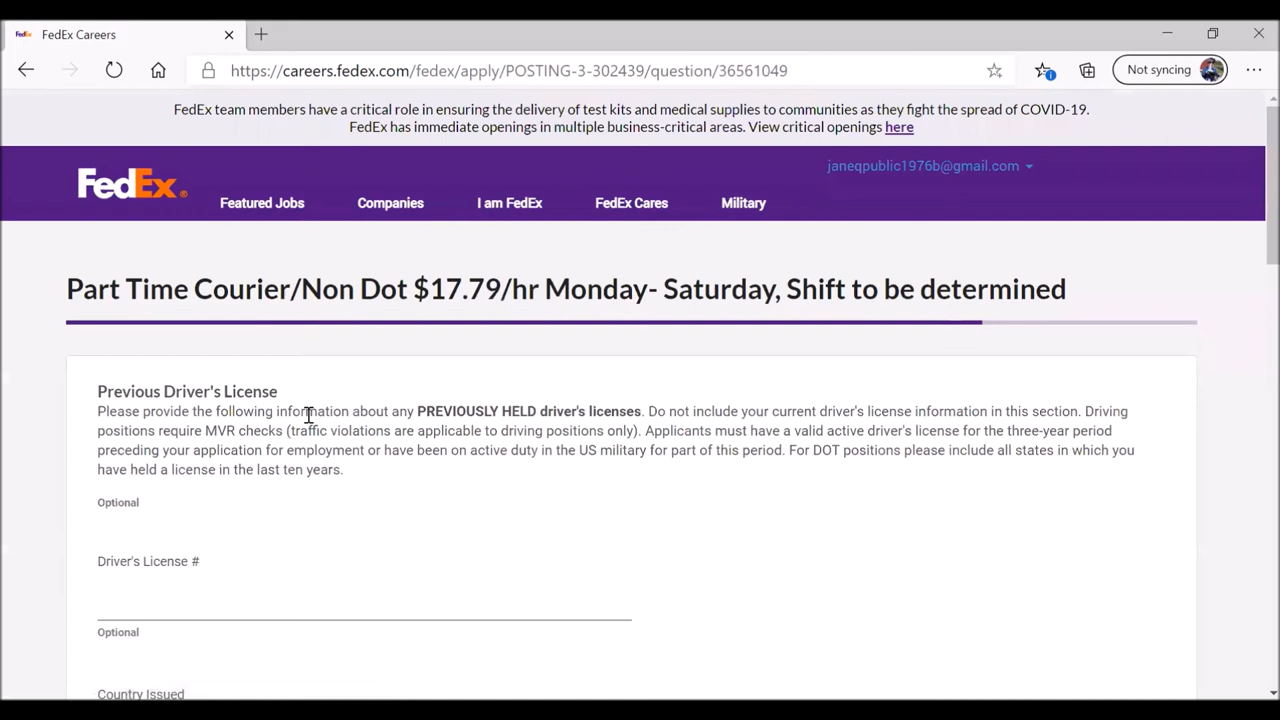 FedEx FedEx Careers
https://careers.fedex.com/fedex/apply/POSTING-3-302439/question/36561049
Not syncing
FedEx team members have a critical role in ensuring the delivery of test kits and medical supplies to communities as they fight the spread of COVID-19.
FedEx has immediate openings in multiple business-critical areas. View critical openings here
janeqpublic1976b@gmail.com
FedEx®
Featured Jobs Companies I am FedEx FedEx Cares Military
Part Time Courier/Non Dot $17.79/hr Monday- Saturday, Shift to be determined
Previous Driver's License
Please provide the following information about any PREVIOUSLY HELD driver's licenses. Do not include your current driver's license information in this section. Driving
positions require MVR checks (traffic violations are applicable to driving positions only). Applicants must have a valid active driver's license for the three-year period
preceding your application for employment or have been on active duty in the US military for part of this period. For DOT positions please include all states in which you
have held a license in the last ten years.
Optional
Driver's License #
Optional
Country Issued